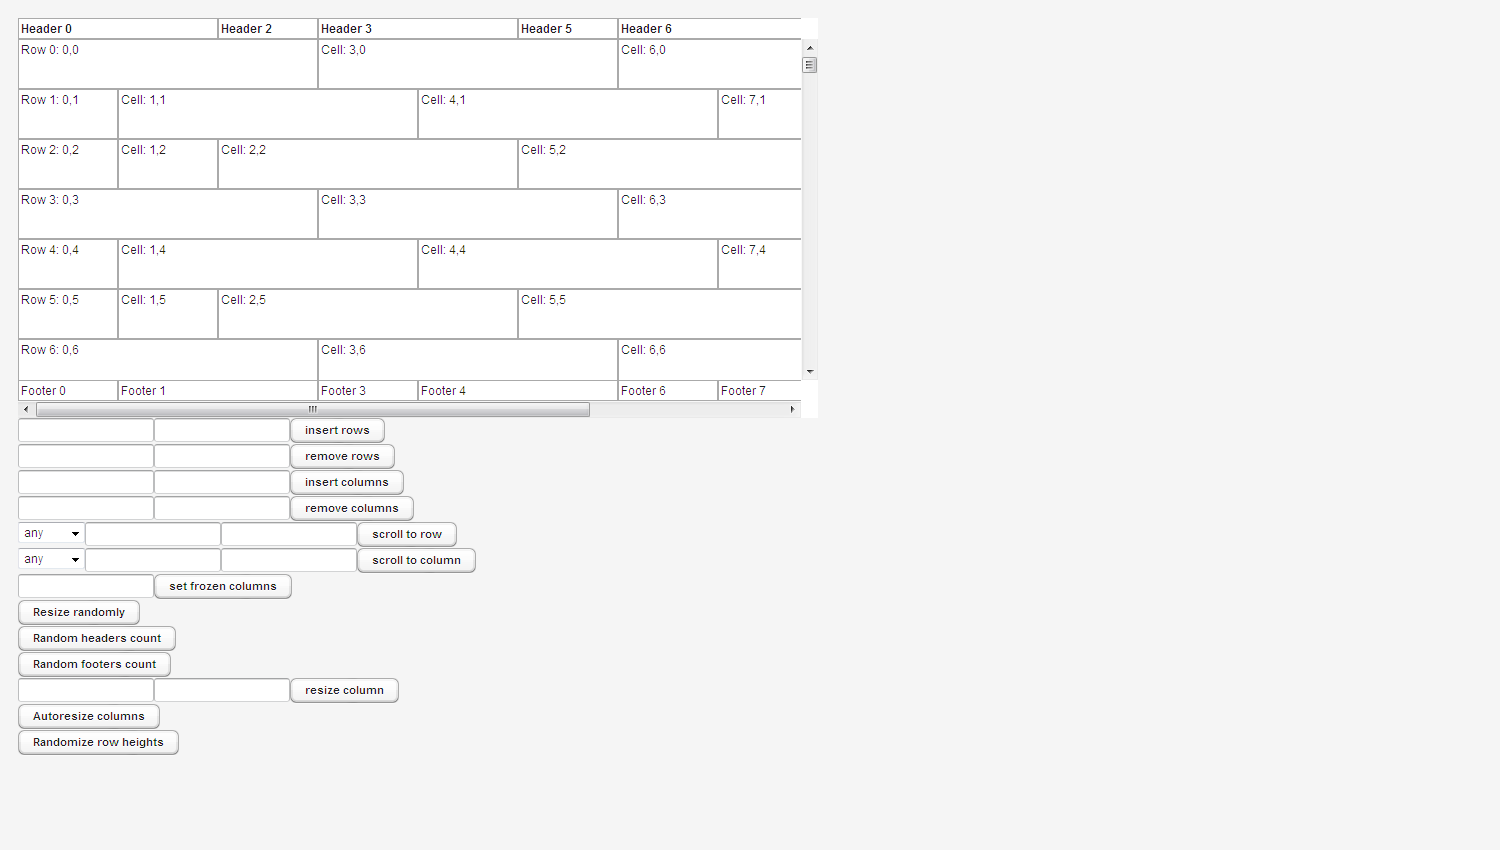 Header 0 Header 2 Header 3 Header 5 Header 6
Row 0: 0,0 Cell: 3,0 Cell: 6,0
Row 1: 0,1 Cell: 1,1 Cell: 4,1 Cell: 7,1
Row 2: 0,2 Cell: 1,2 Cell: 2,2 Cell: 5,2
Row 3: 0,3 Cell: 3,3 Cell: 6,3
Row 4: 0,4 Cell: 1,4 Cell: 4,4 Cell: 7,4
Row 5: 0,5 Cell: 1,5 Cell: 2,5 Cell: 5,5
Row 6: 0,6 Cell: 3,6 Cell: 6,6
Footer 0 Footer 1 Footer 3 Footer 4 Footer 6 Footer 7
insert rows
remove rows
insert columns
remove columns
any scroll to row
any scroll to column
set frozen columns
Resize randomly
Random headers count
Random footers count
resize column
Autoresize columns
Randomize row heights